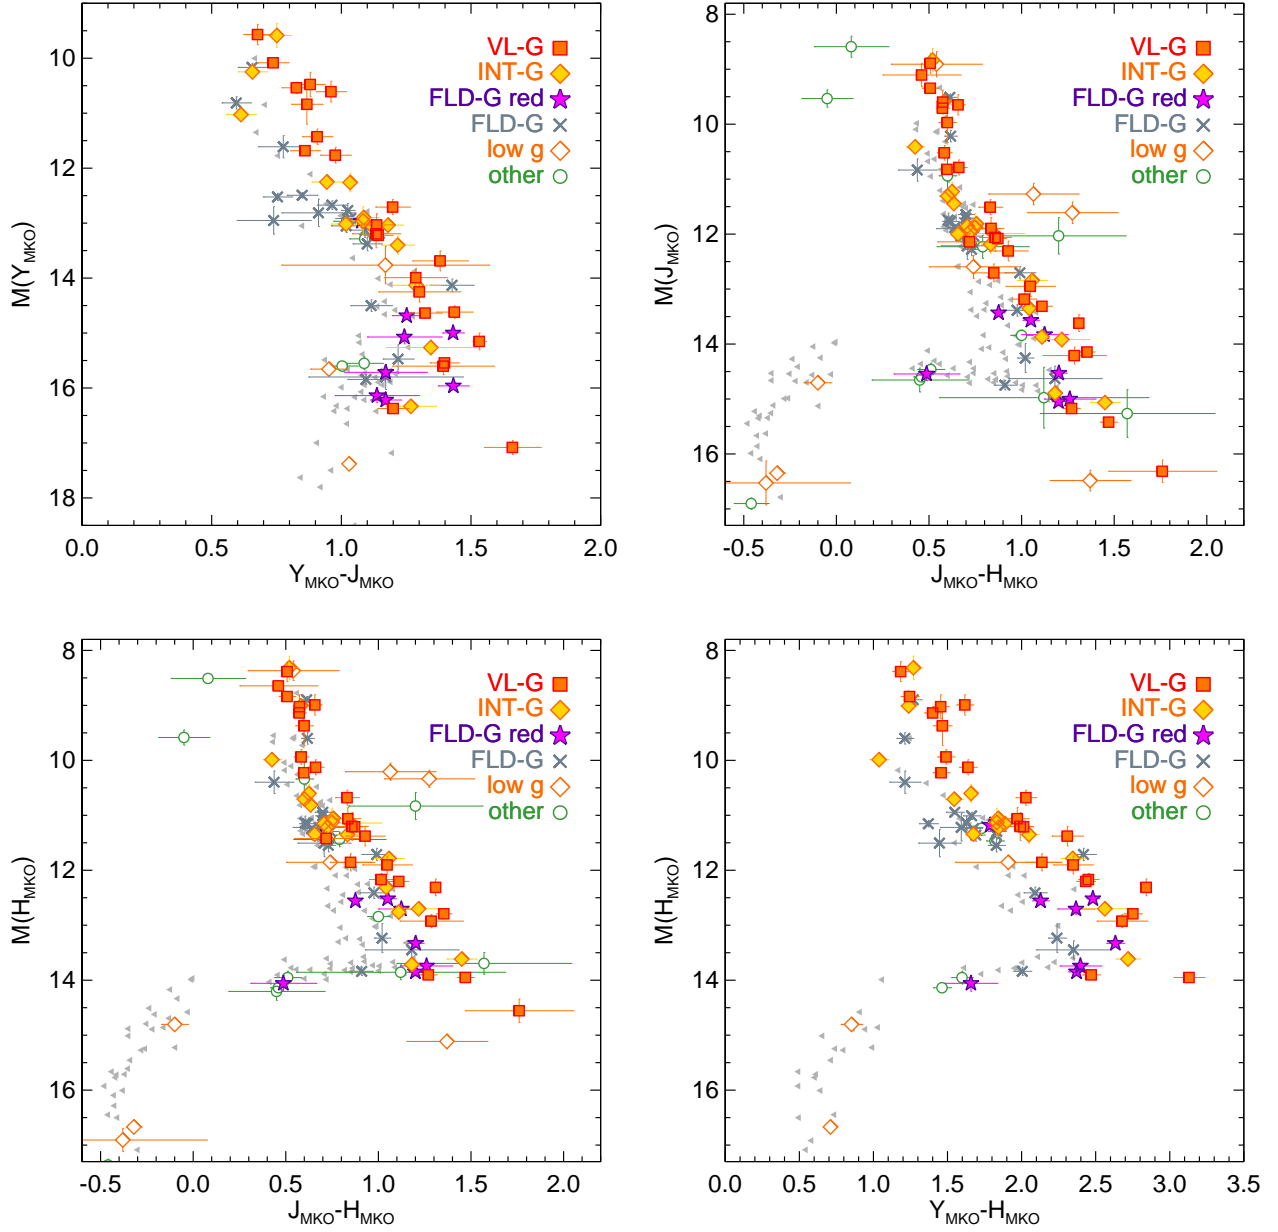 10
12
14
16
18
M(Y_MKO)
VL-G
INT-G
FLD-G red
FLD-G
low g
other
0.0 0.5 1.0 1.5 2.0
Y_MKO-J_MKO
8
10
12
14
16
M(J_MKO)
VL-G
INT-G
FLD-G red
FLD-G
low g
other
-0.5 0.0 0.5 1.0 1.5 2.0
J_MKO-H_MKO
8
10
12
14
16
M(H_MKO)
VL-G
INT-G
FLD-G red
FLD-G
low g
other
-0.5 0.0 0.5 1.0 1.5 2.0
J_MKO-H_MKO
8
10
12
14
16
M(H_MKO)
VL-G
INT-G
FLD-G red
FLD-G
low g
other
0.0 0.5 1.0 1.5 2.0 2.5 3.0 3.5
Y_MKO-H_MKO